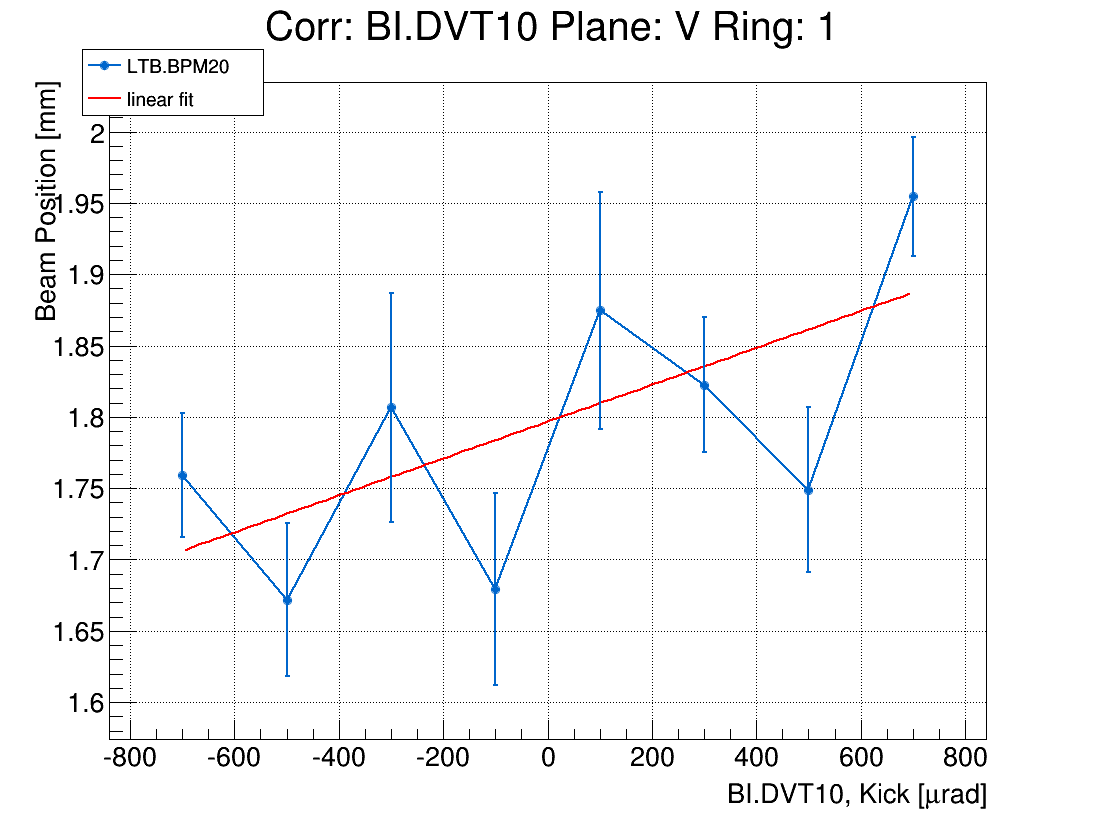 Corr: BI.DVT10 Plane: V Ring: 1
LTB.BPM20
linear fit
Beam Position [mm]
2
1.95
1.9
1.85
1.8
1.75
1.7
1.65
1.6
-800 -600 -400 -200 0 200 400 600 800
BI.DVT10, Kick [μrad]